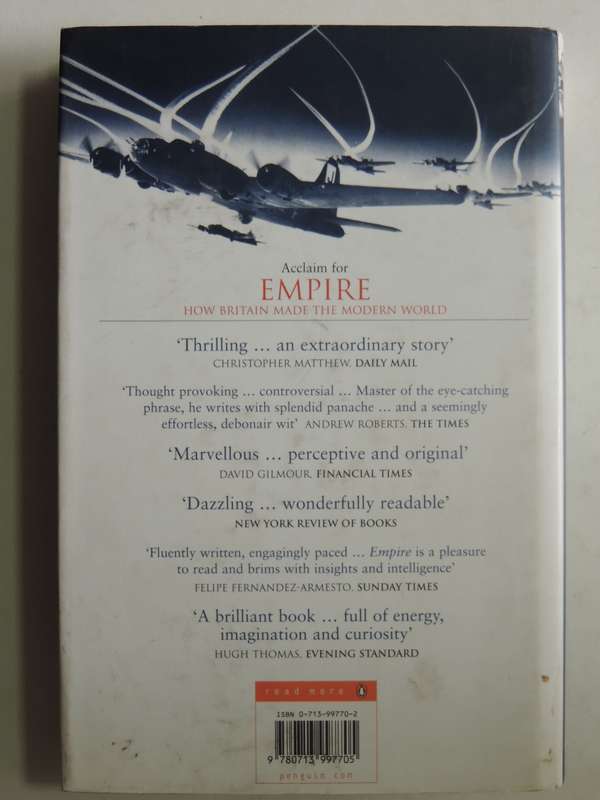 Acclaim for
EMPIRE
HOW BRITAIN MADE THE MODERN WORLD
‘Thrilling ... an extraordinary story’
CHRISTOPHER MATTHEW, DAILY MAIL
‘Thought provoking ... controversial ... Master of the eye-catching
phrase, he writes with splendid panache ... and a seemingly
effortless, debonair wit’ ANDREW ROBERTS, THE TIMES
‘Marvellous ... perceptive and original’
DAVID GILMOUR, FINANCIAL TIMES
‘Dazzling ... wonderfully readable’
NEW YORK REVIEW OF BOOKS
‘Fluently written, engagingly paced ... Empire is a pleasure
to read and brims with insights and intelligence’
FELIPE FERNANDEZ-ARMESTO, SUNDAY TIMES
‘A brilliant book ... full of energy,
imagination and curiosity’
HUGH THOMAS, EVENING STANDARD
read more
ISBN 0-713-99770-2
9 780713 997705
penguin.com